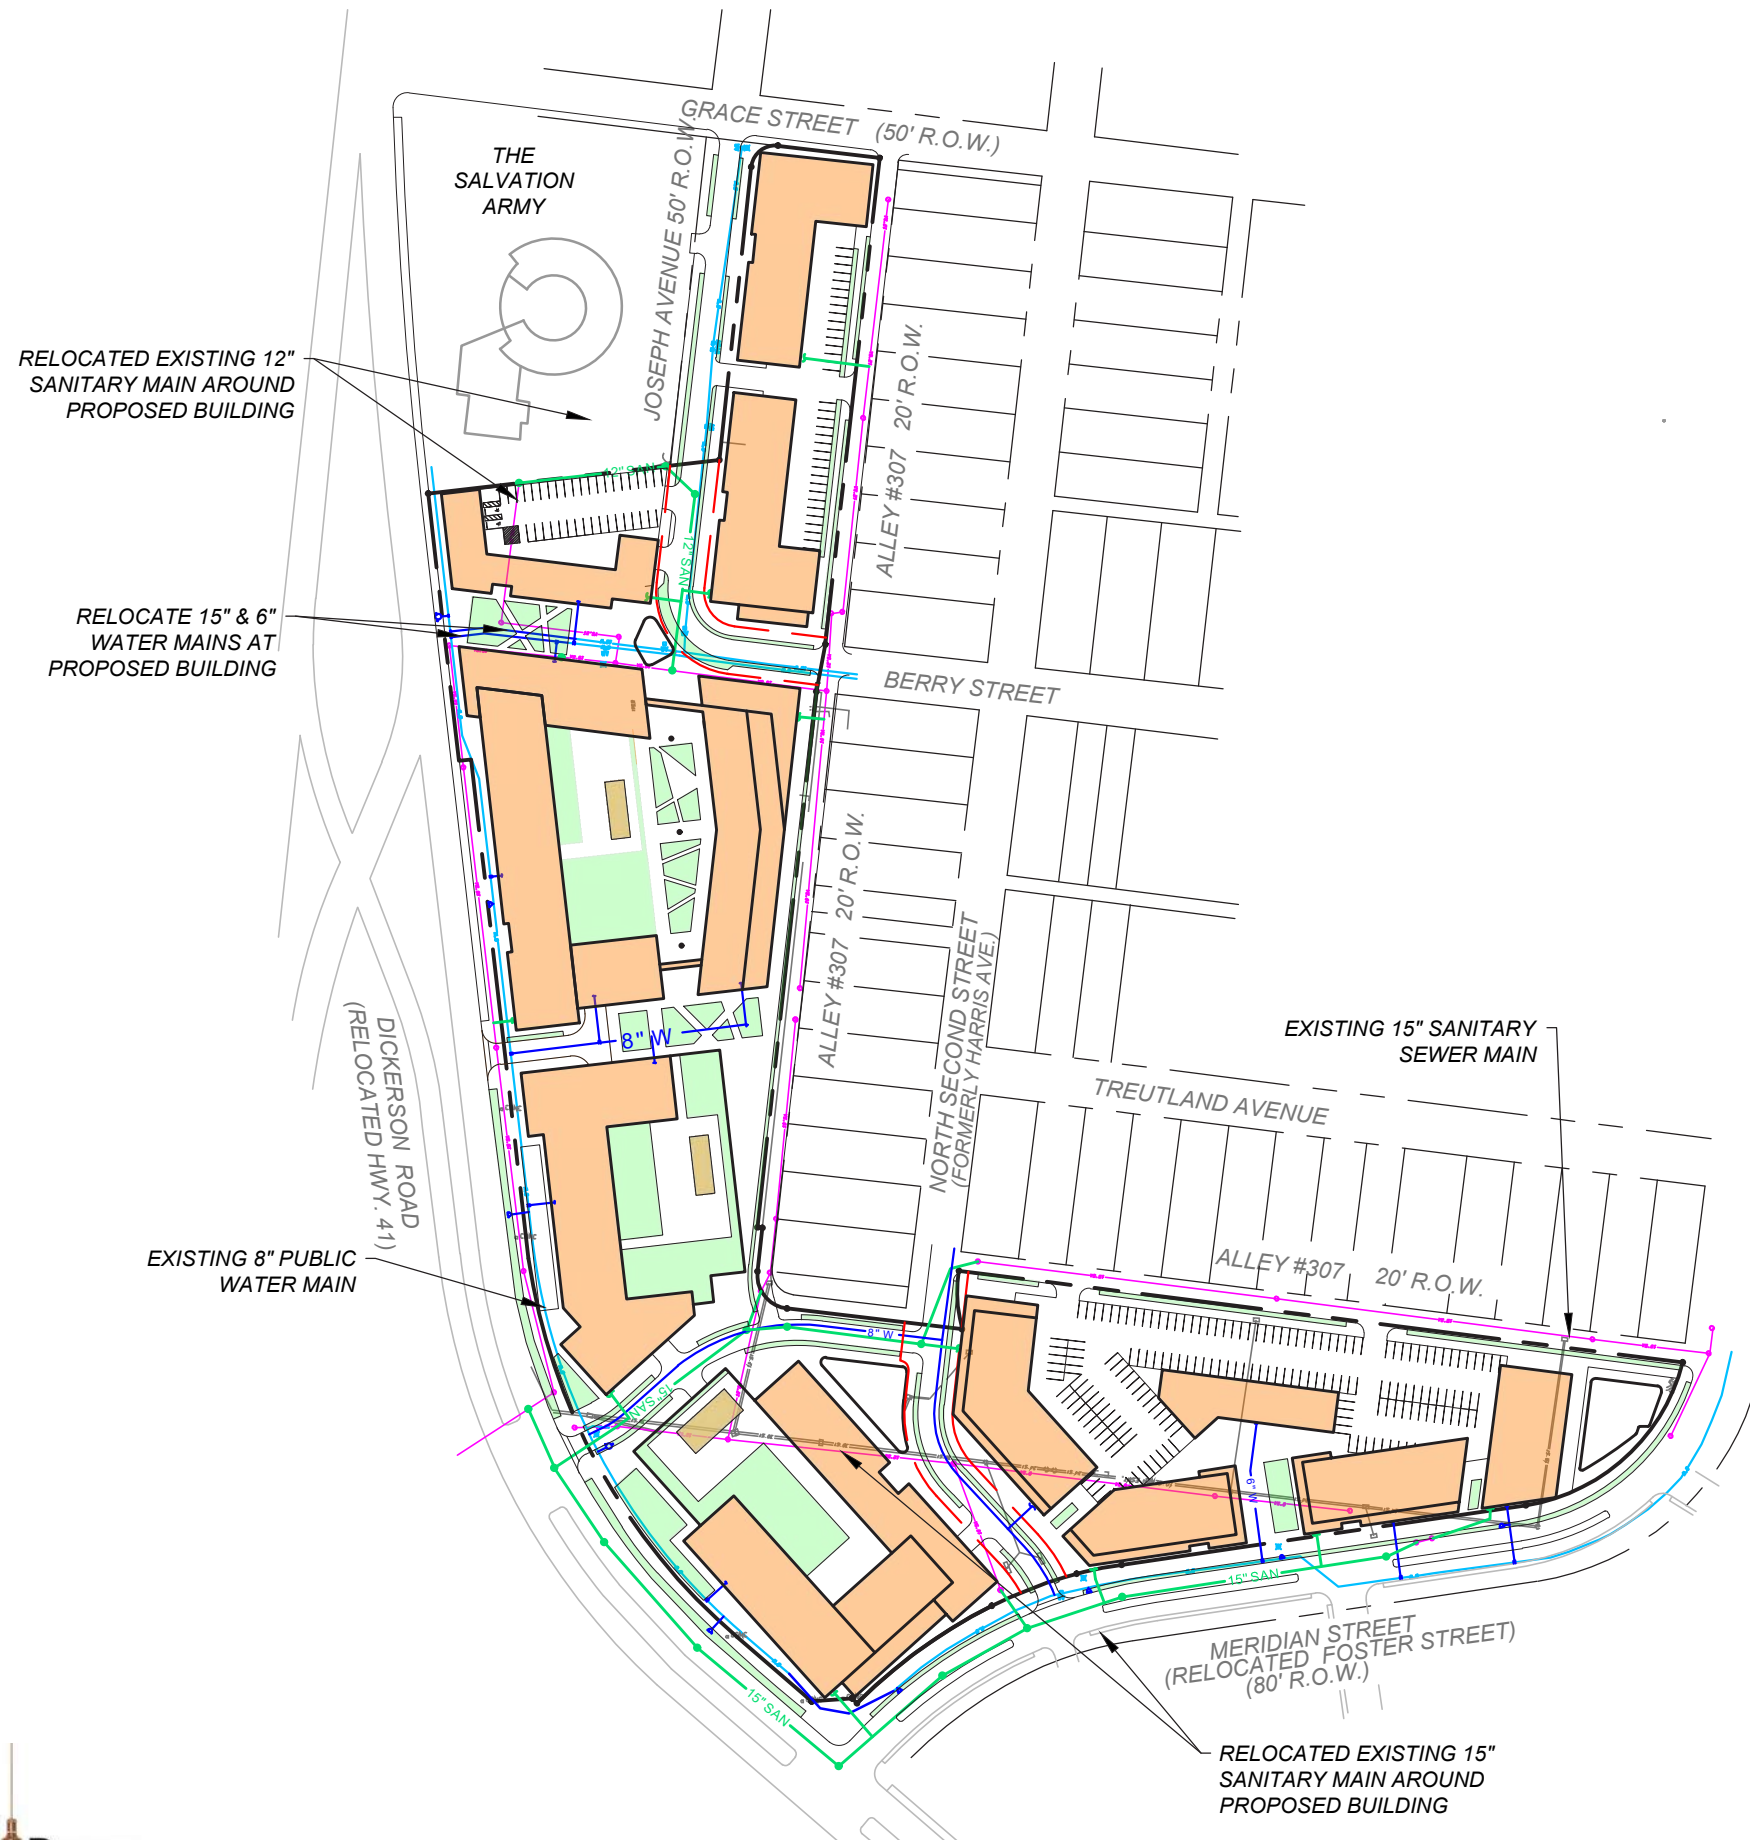 GRACE STREET (50' R.O.W.)
THE
SALVATION
ARMY
JOSEPH AVENUE 50' R.O.W.
RELOCATED EXISTING 12"
SANITARY MAIN AROUND
PROPOSED BUILDING
ALLEY #307 20' R.O.W.
12" SAN
12" SAN
RELOCATE 15" & 6"
WATER MAINS AT
PROPOSED BUILDING
BERRY STREET
ALLEY #307 20' R.O.W.
NORTH SECOND STREET
(FORMERLY HARRIS AVE.)
DICKERSON ROAD
(RELOCATED HWY. 41)
8" W
EXISTING 15" SANITARY
SEWER MAIN
TREUTLAND AVENUE
EXISTING 8" PUBLIC
WATER MAIN
ALLEY #307 20' R.O.W.
8" W
15" SAN
6" W
15" SAN
15" SAN
MERIDIAN STREET
(RELOCATED FOSTER STREET)
(80' R.O.W.)
RELOCATED EXISTING 15"
SANITARY MAIN AROUND
PROPOSED BUILDING